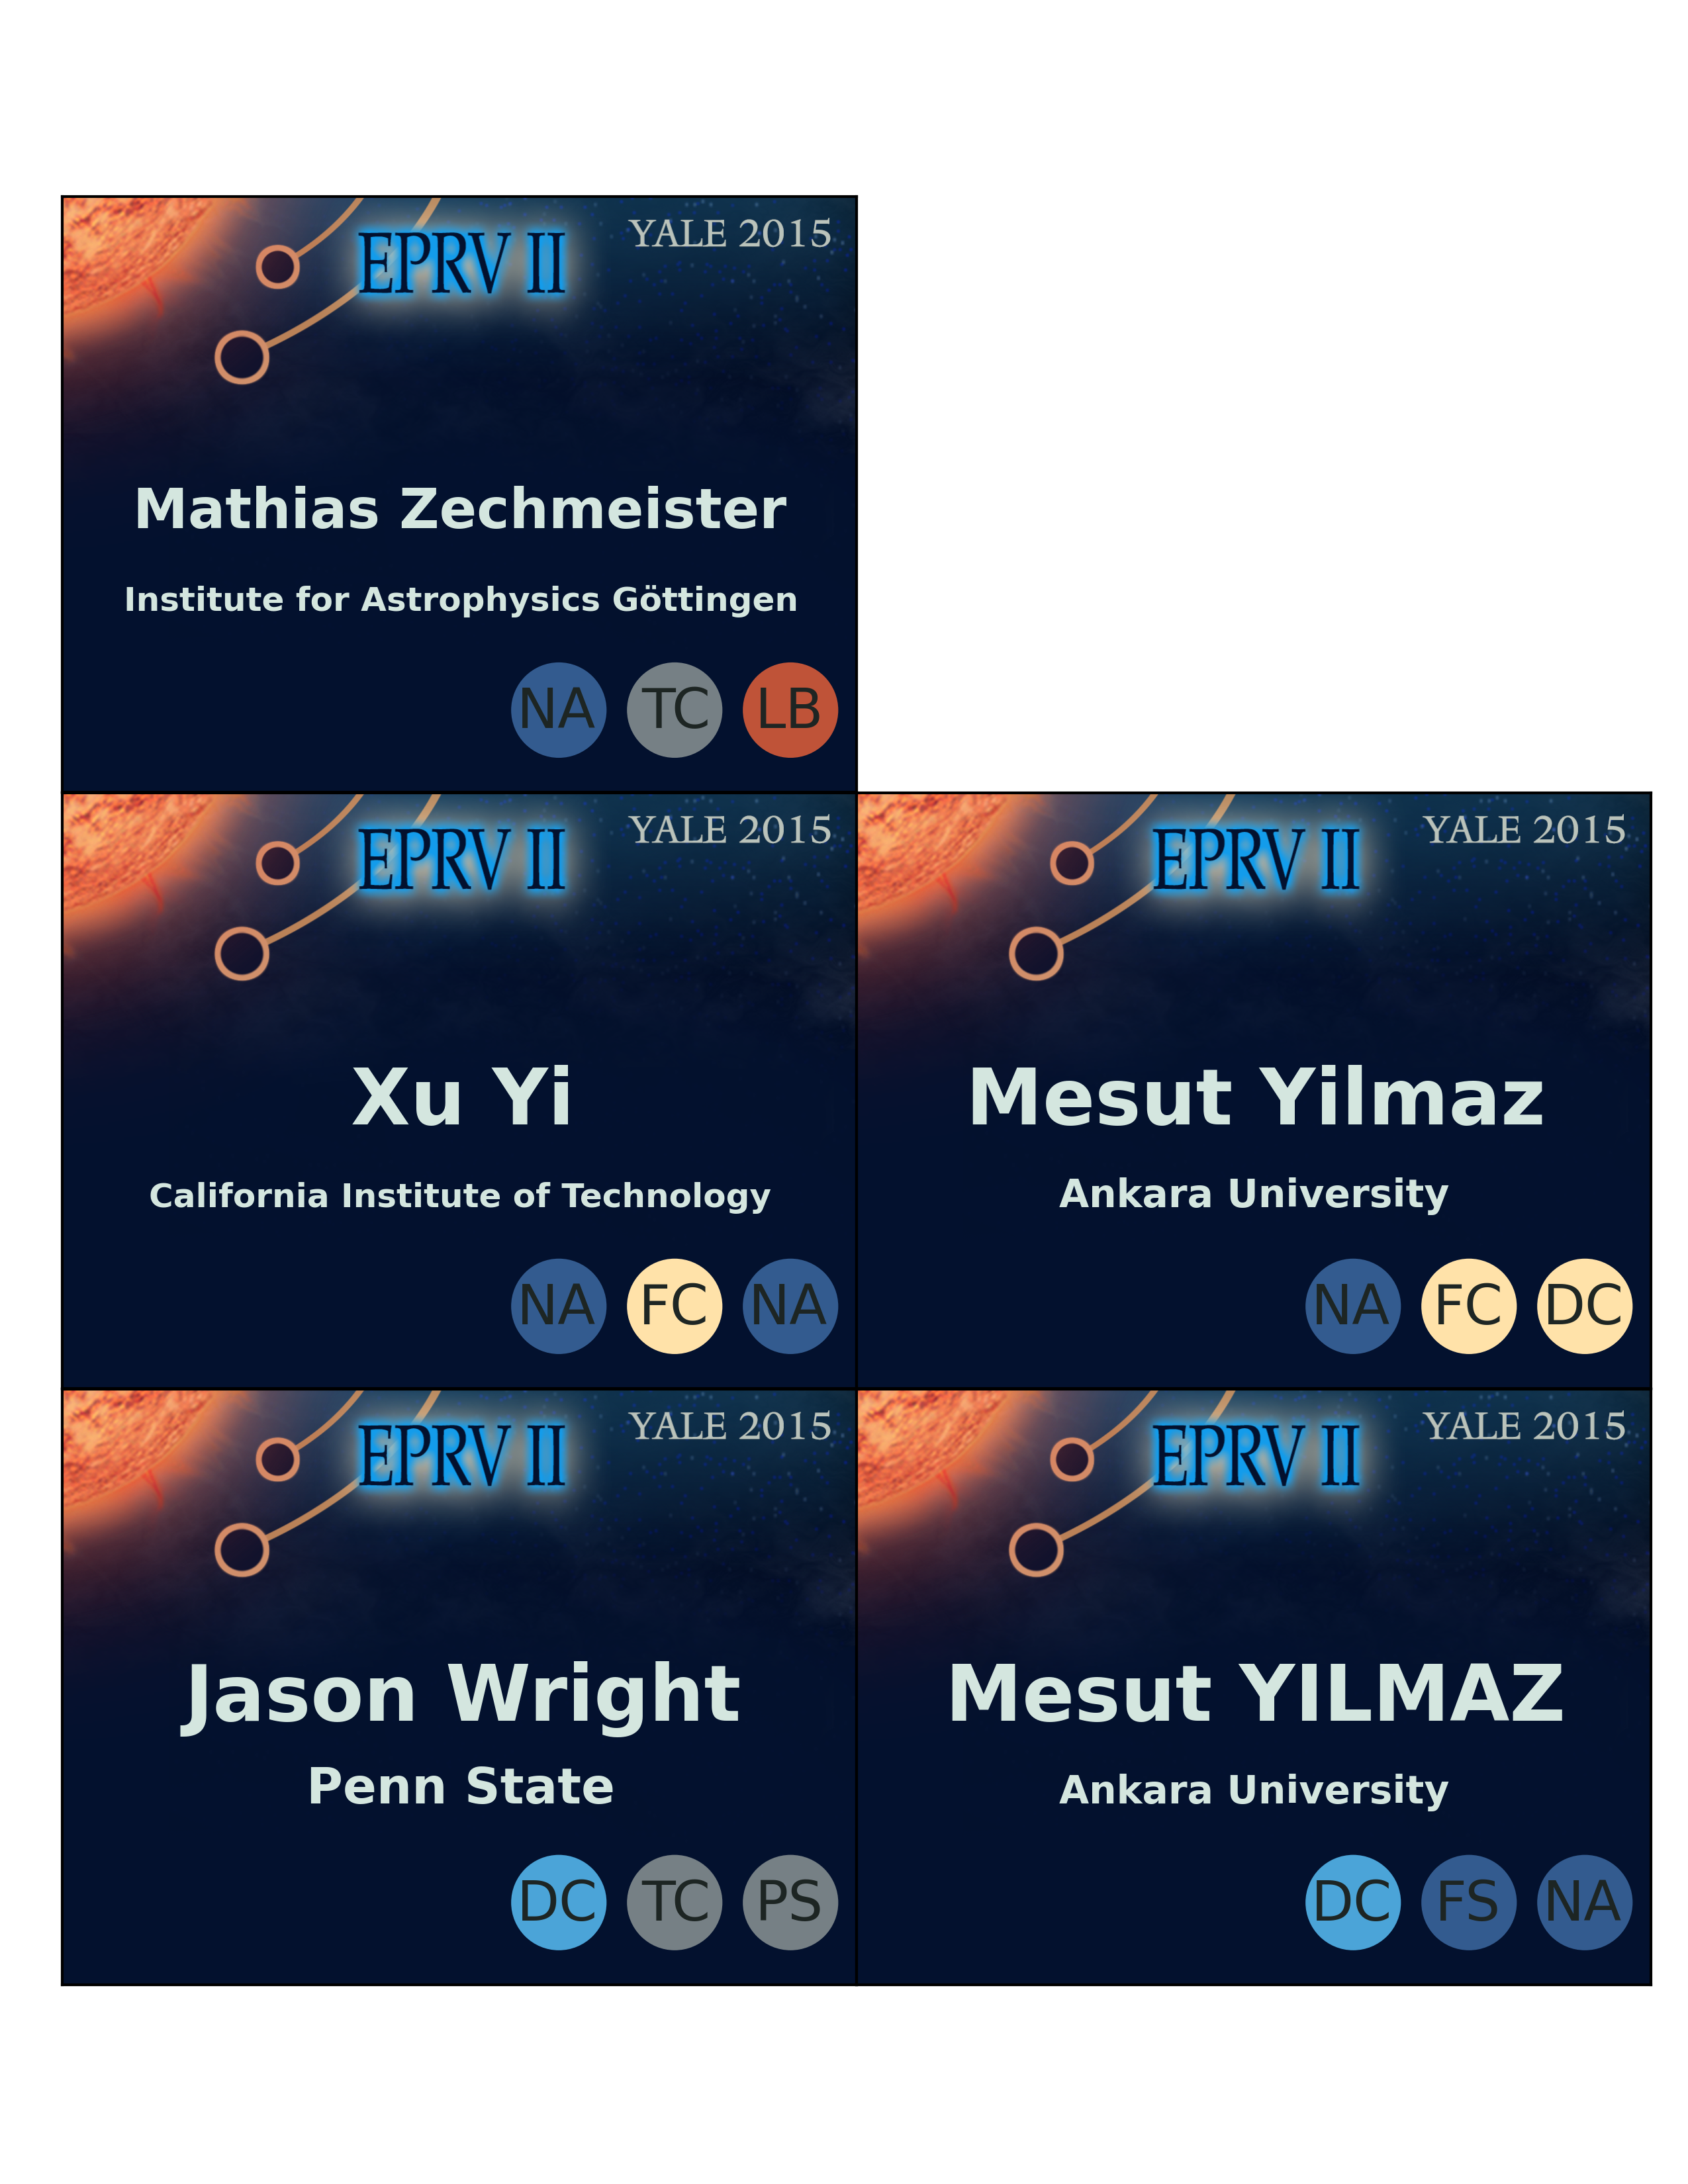 EPRV II
YALE 2015
Mathias Zechmeister
Institute for Astrophysics Göttingen
NA TC LB
EPRV II
YALE 2015
Xu Yi
California Institute of Technology
NA FC NA
EPRV II
YALE 2015
Mesut Yilmaz
Ankara University
NA FC DC
EPRV II
YALE 2015
Jason Wright
Penn State
DC TC PS
EPRV II
YALE 2015
Mesut YILMAZ
Ankara University
DC FS NA